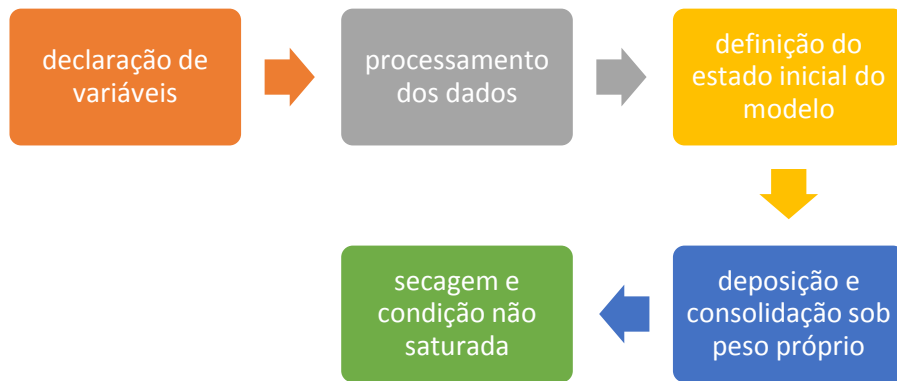 declaração de
variáveis
processamento
dos dados
definição do
estado inicial do
modelo
deposição e
consolidação sob
peso próprio
secagem e
condição não
saturada